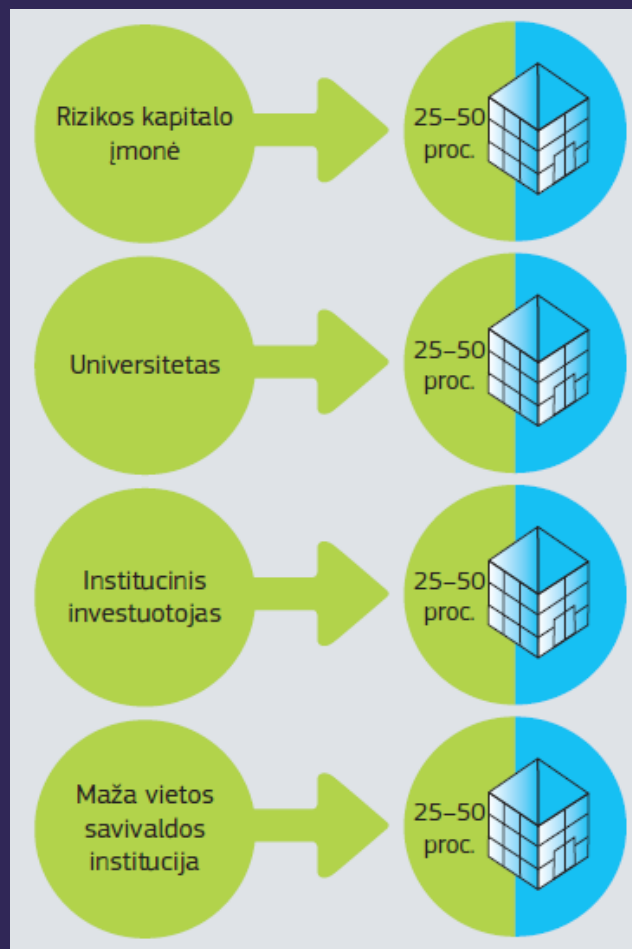 Rizikos kapitalo
įmonė
25–50
proc.
Universitetas
25–50
proc.
Institucinis
investuotojas
25–50
proc.
Maža vietos
savivaldos
institucija
25–50
proc.